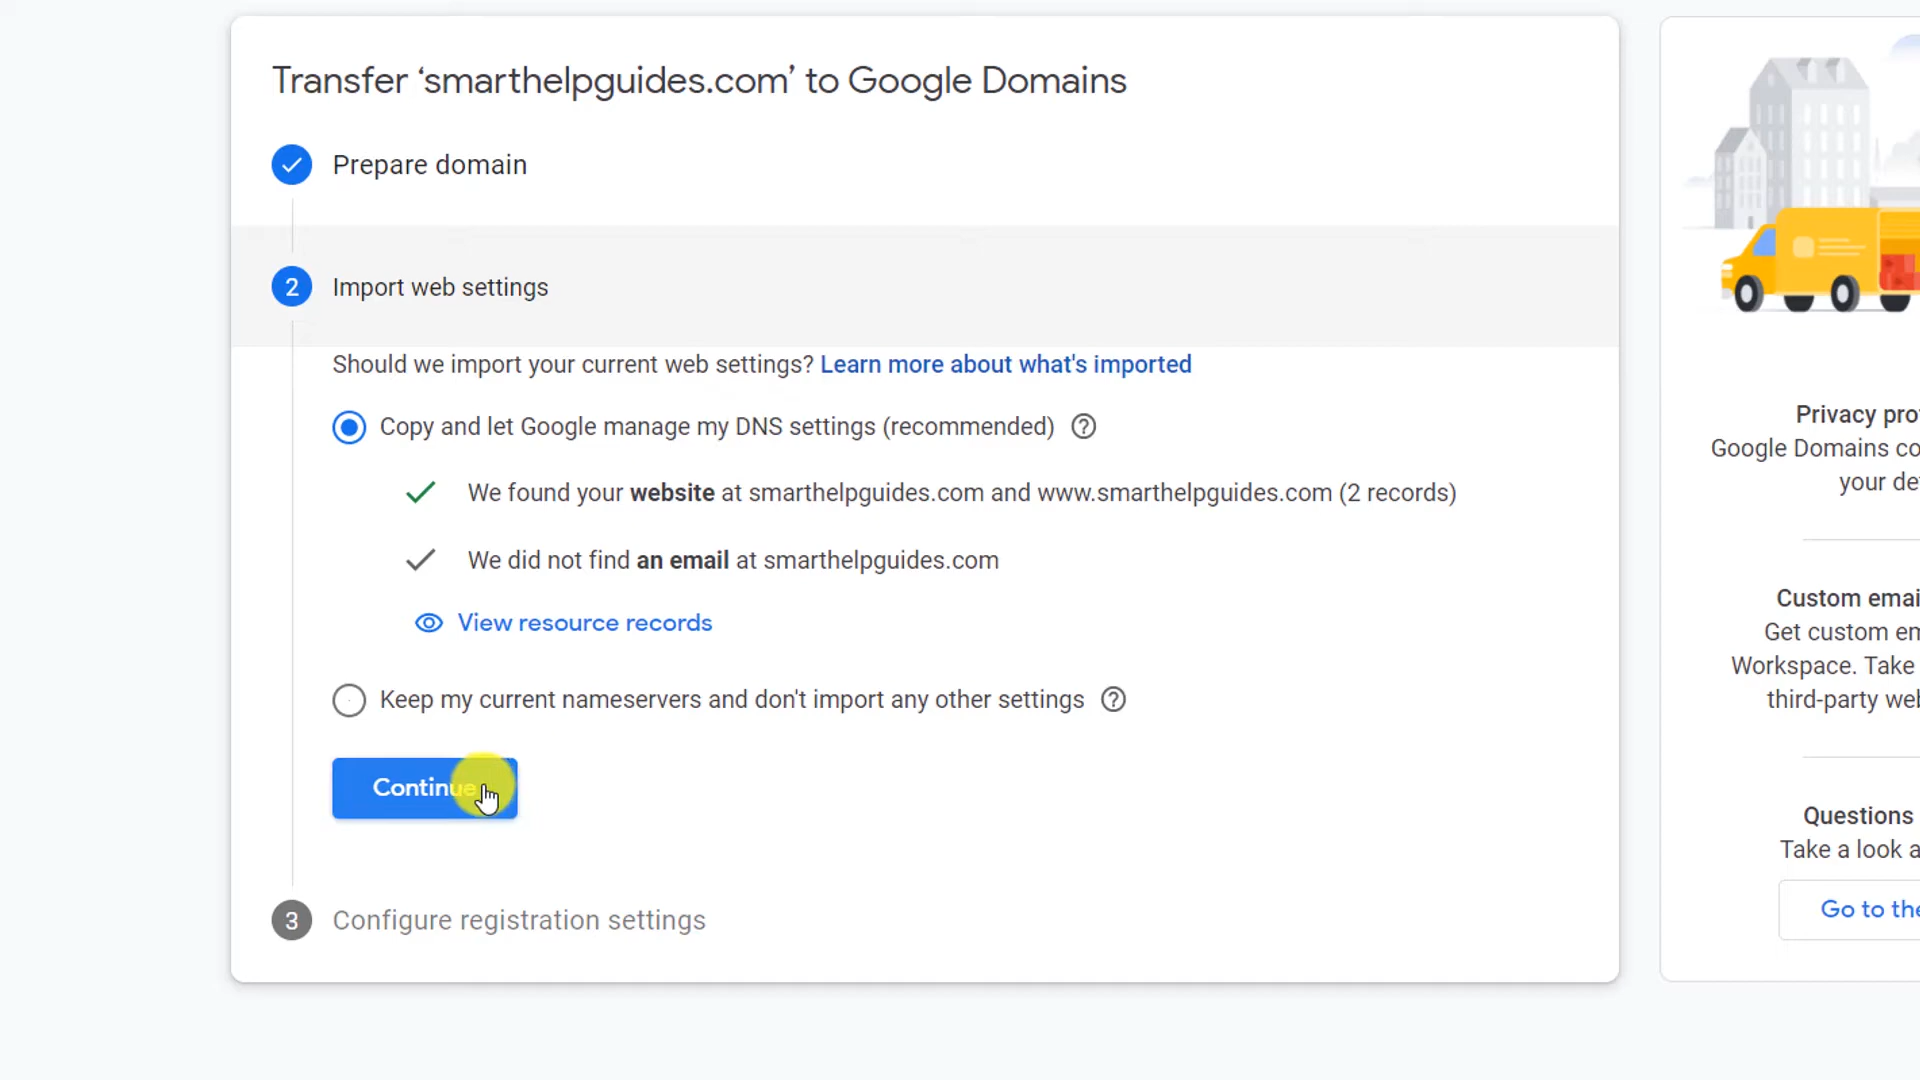 Transfer ‘smarthelpguides.com’ to Google Domains
Prepare domain
2 Import web settings
Should we import your current web settings? Learn more about what's imported
Copy and let Google manage my DNS settings (recommended) ?
We found your website at smarthelpguides.com and www.smarthelpguides.com (2 records)
We did not find an email at smarthelpguides.com
View resource records
Keep my current nameservers and don't import any other settings ?
Continue
3 Configure registration settings
Privacy pro
Google Domains co
your de
Custom emai
Get custom em
Workspace. Take
third-party web
Questions
Take a look a
Go to the